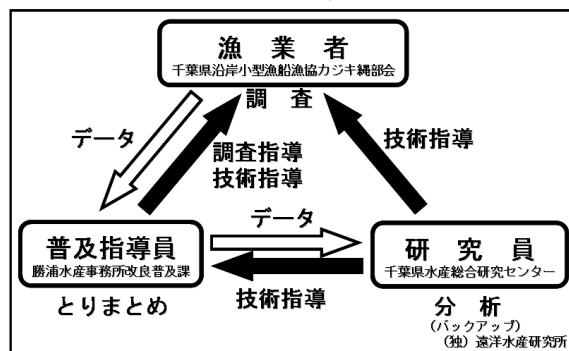 漁業者
千葉県沿岸小型漁船漁協カジキ縄部会
調査
データ
調査指導
技術指導
技術指導
データ
普及指導員
勝浦水産事務所改良普及課
とりまとめ
技術指導
研究員
千葉県水産総合研究センター
分析
(バックアップ)
(独)遠洋水産研究所